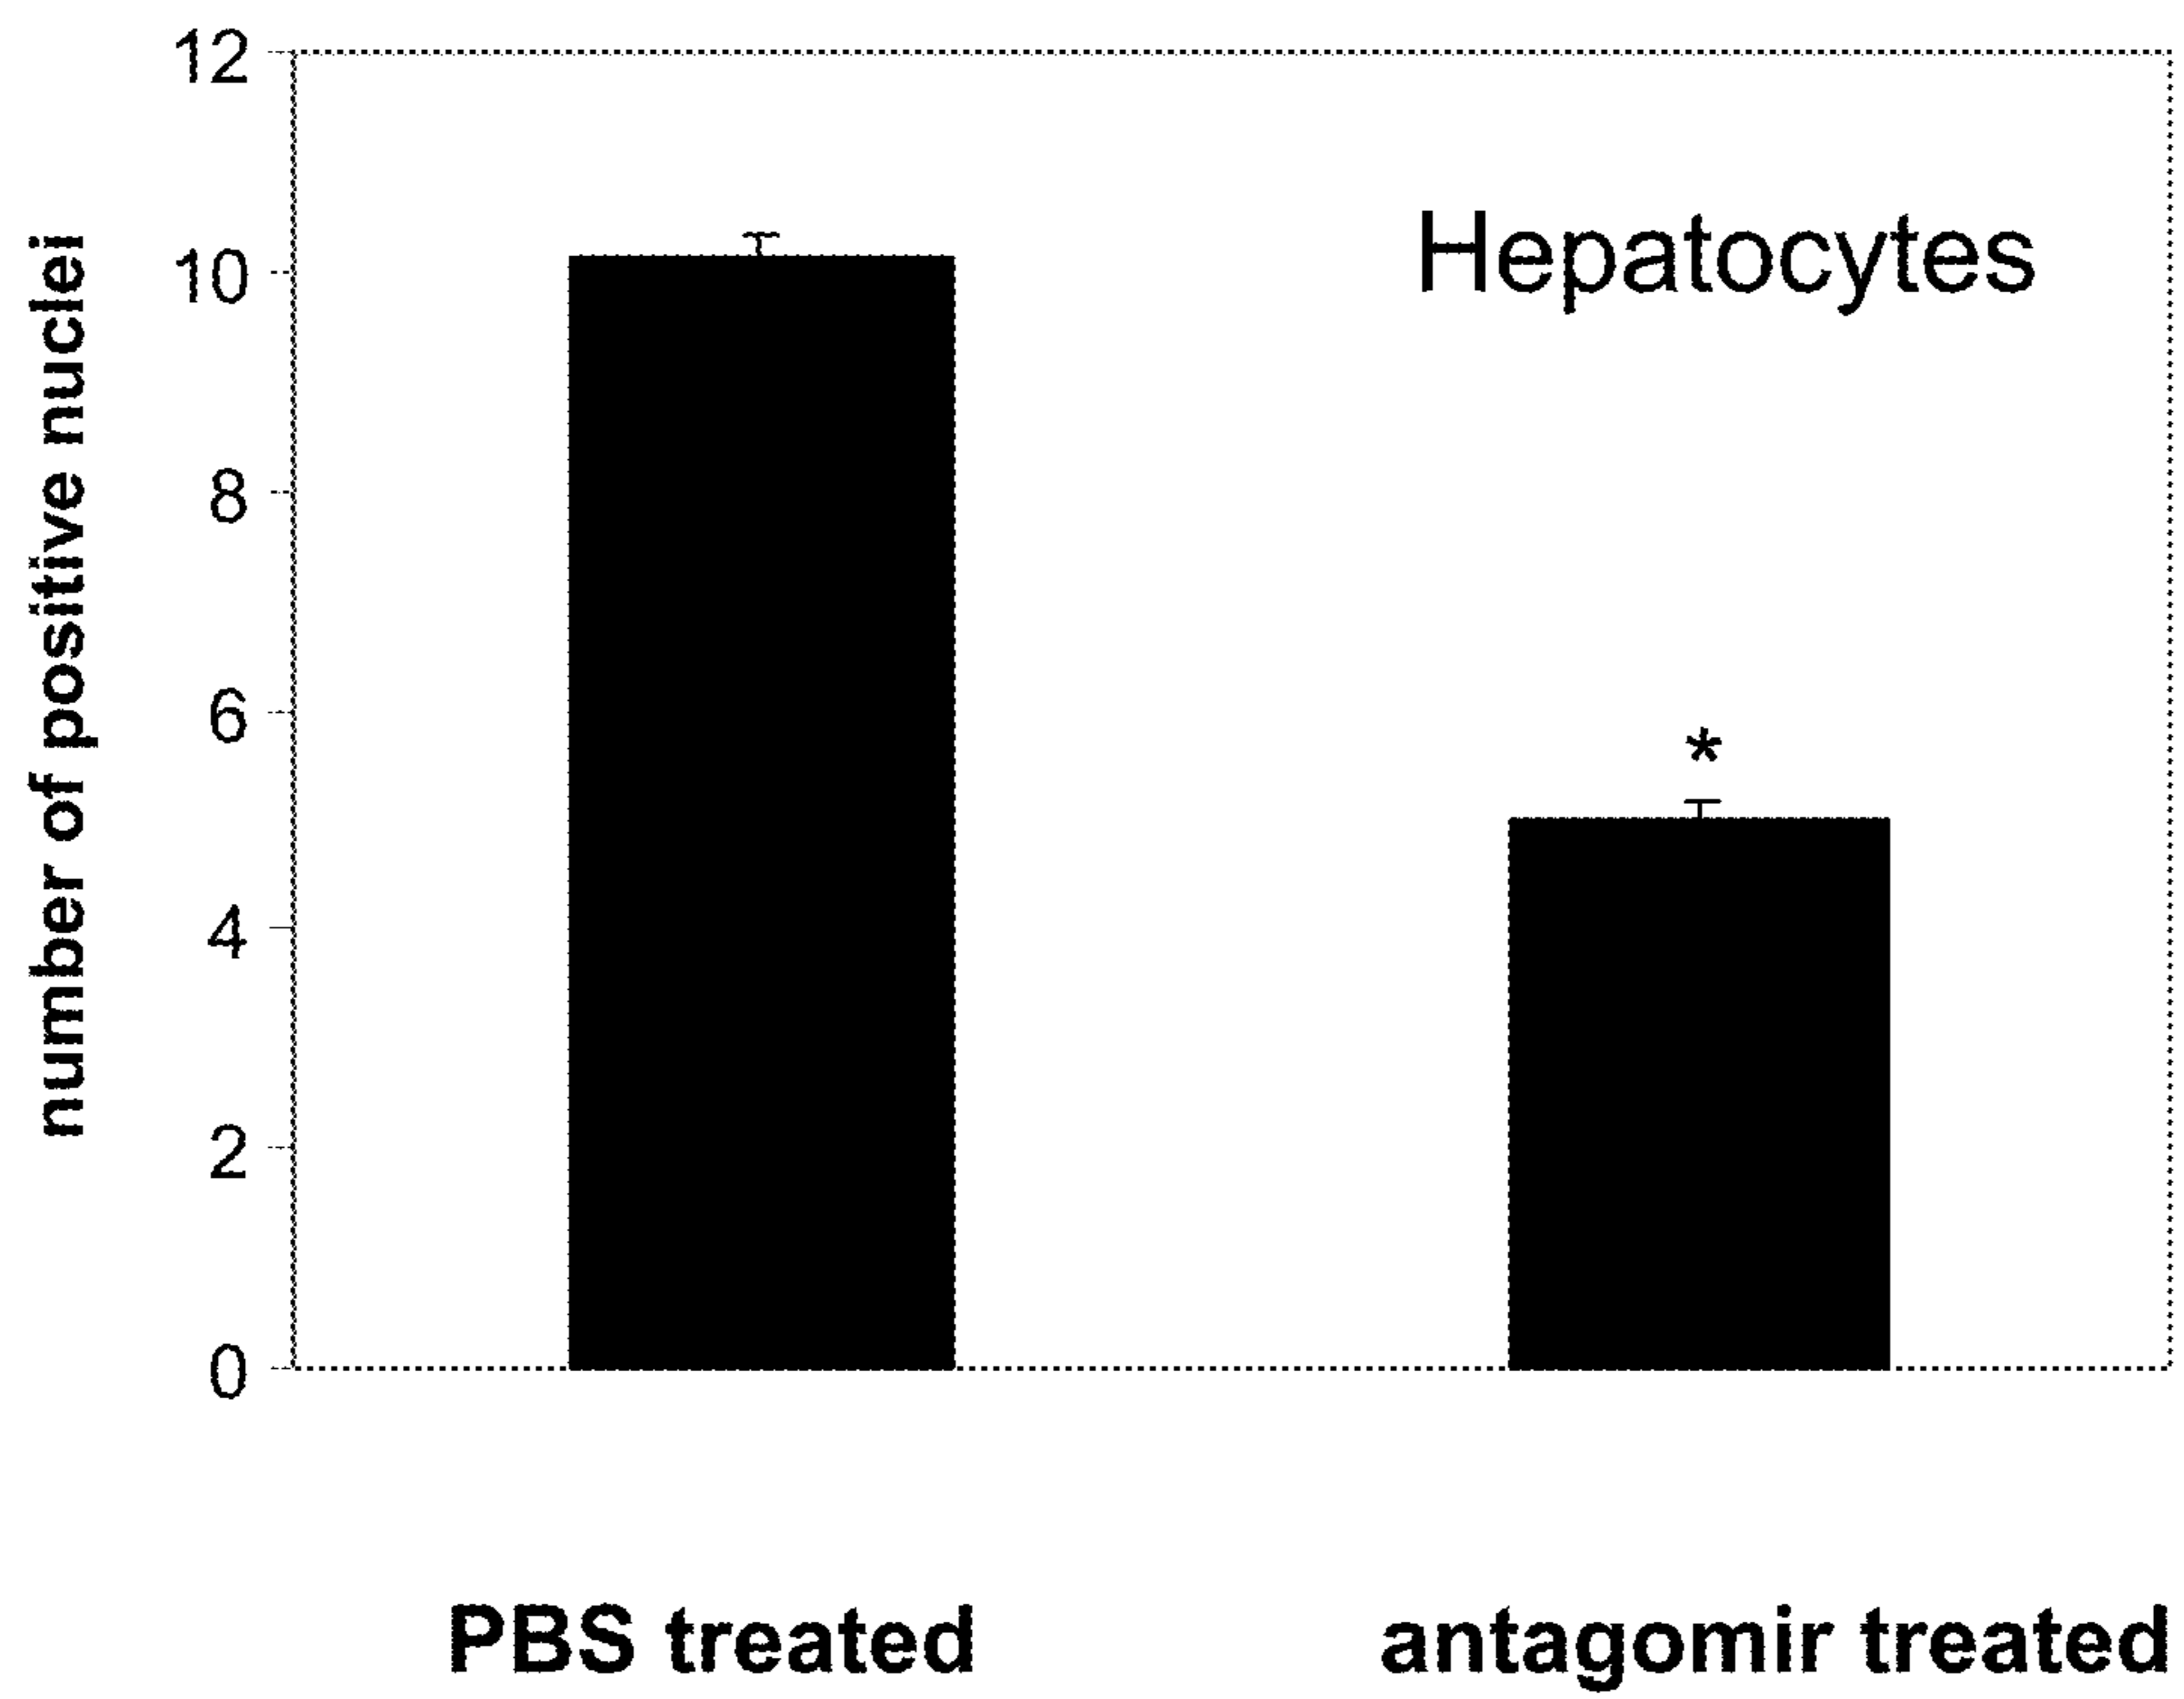 number of positive nuclei
12
10
8
6
4
2
0
Hepatocytes
*
PBS treated
antagomir treated